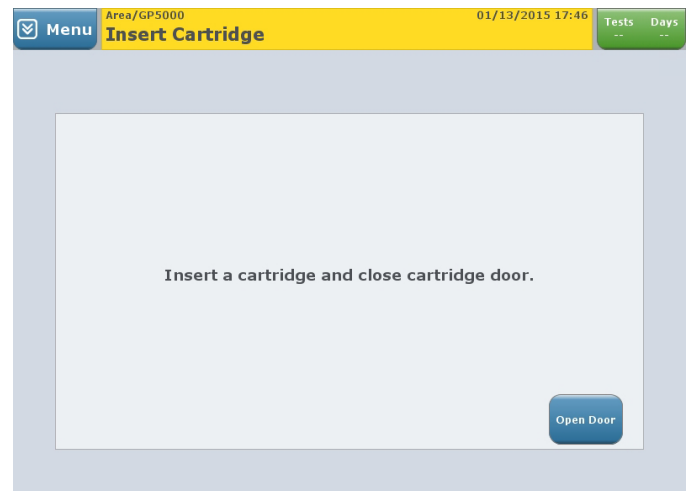 Menu
Area/GP5000
01/13/2015 17:46
Insert Cartridge
Tests Days
-- --
Insert a cartridge and close cartridge door.
Open Door